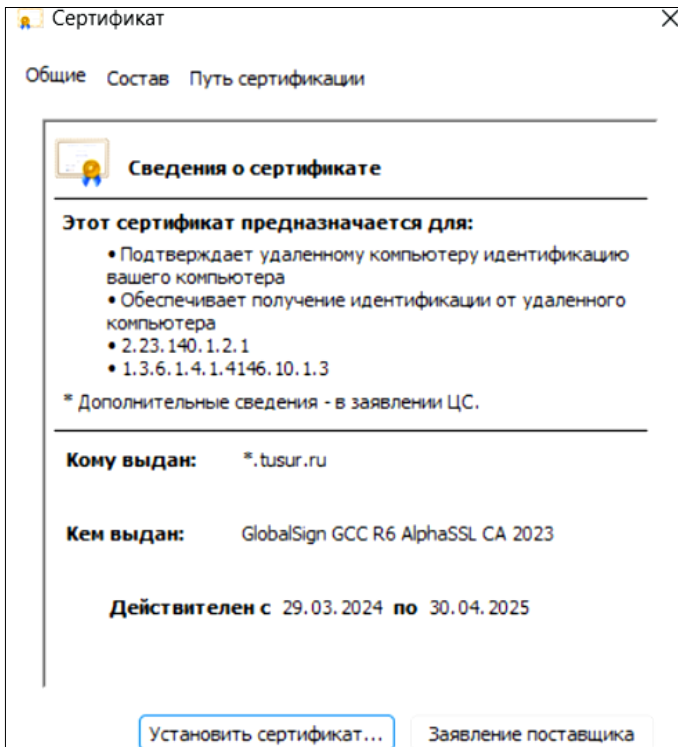 Сертификат
Общие Состав Путь сертификации
Сведения о сертификате
Этот сертификат предназначается для:
• Подтверждает удаленному компьютеру идентификацию
вашего компьютера
• Обеспечивает получение идентификации от удаленного
компьютера
• 2.23.140.1.2.1
• 1.3.6.1.4.1.4146.10.1.3
* Дополнительные сведения - в заявлении ЦС.
Кому выдан: *.tusur.ru
Кем выдан: GlobalSign GCC R6 AlphaSSL CA 2023
Действителен с 29.03.2024 по 30.04.2025
Установить сертификат... Заявление поставщика